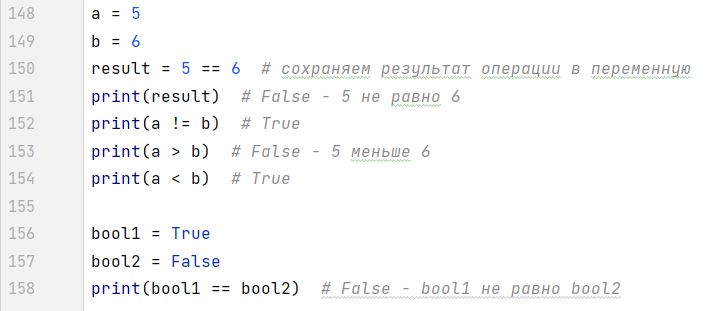 148 a = 5
149 b = 6
150 result = 5 == 6  # сохраняем результат операции в переменную
151 print(result)  # False - 5 не равно 6
152 print(a != b)  # True
153 print(a > b)  # False - 5 меньше 6
154 print(a < b)  # True
155
156 bool1 = True
157 bool2 = False
158 print(bool1 == bool2)  # False - bool1 не равно bool2